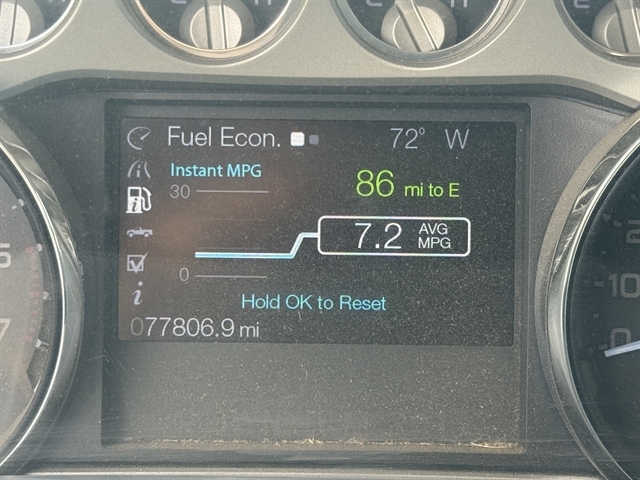 Fuel Econ. 72° W
Instant MPG
30
86 mi to E
7.2 AVG MPG
0
Hold OK to Reset
077806.9 mi